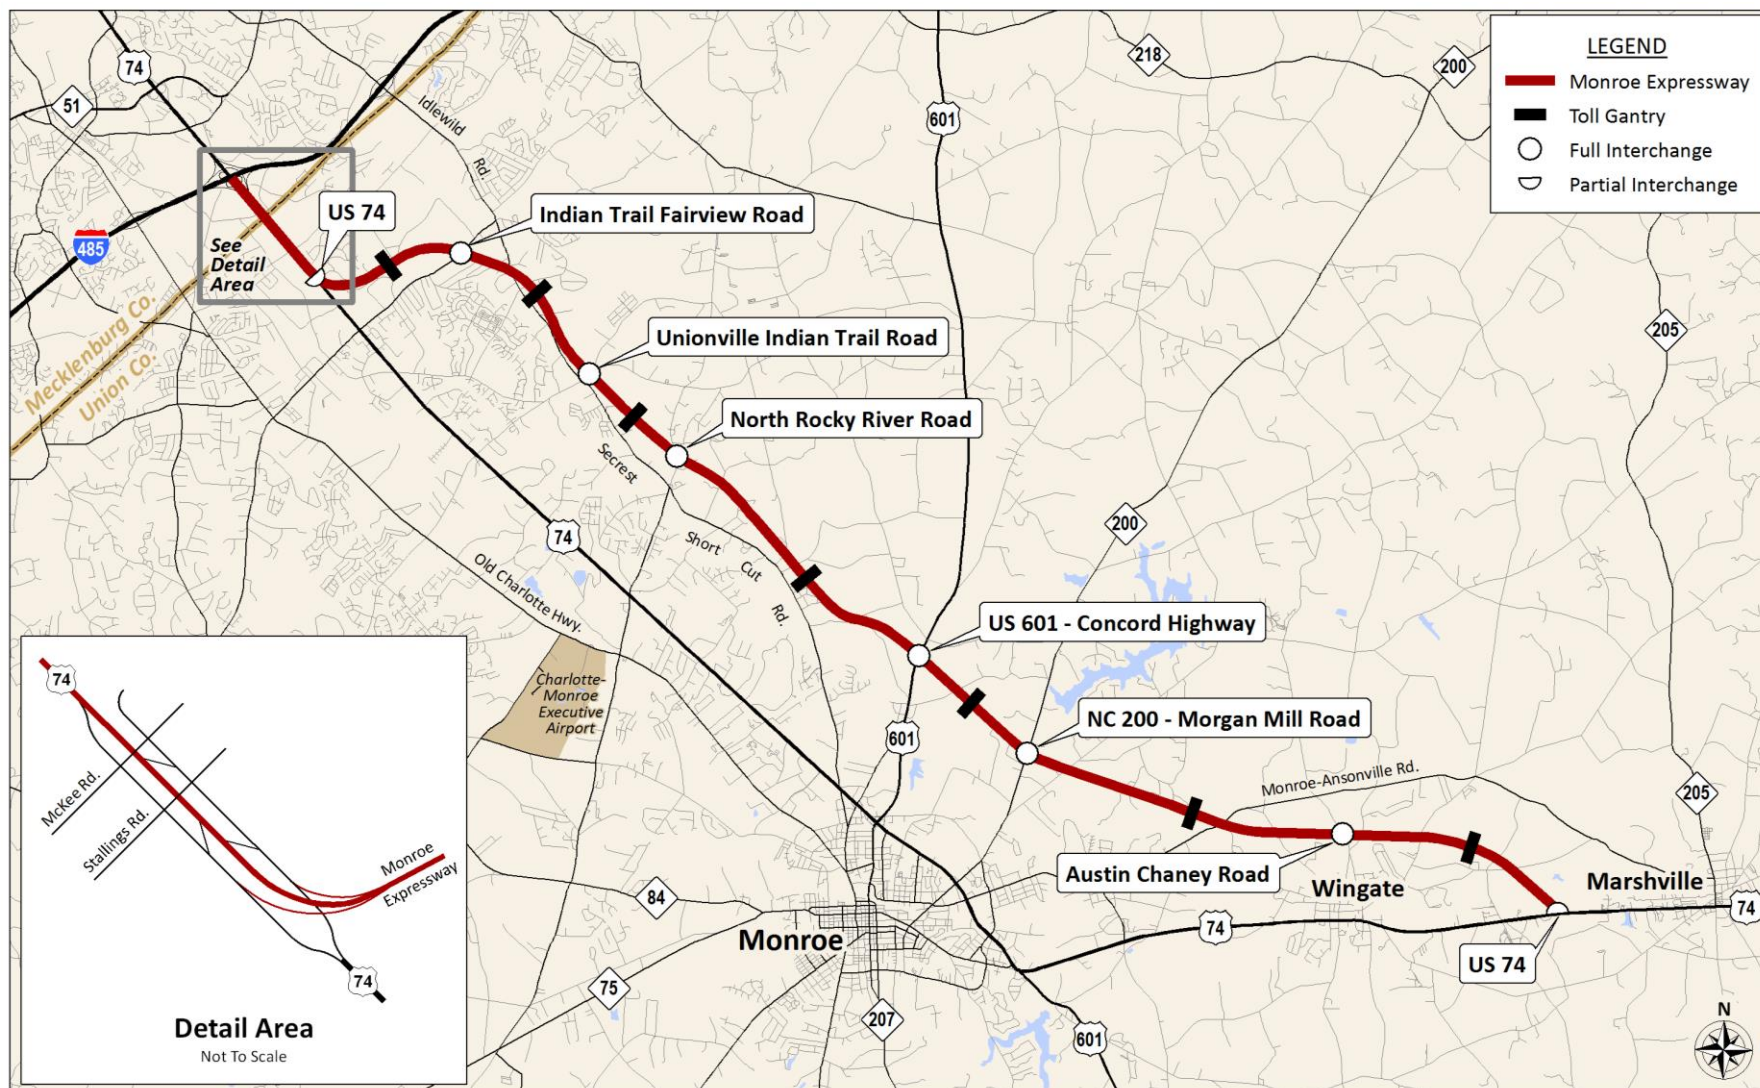 LEGEND
Monroe Expressway
Toll Gantry
Full Interchange
Partial Interchange
74
51
Idlewild
Rd.
601
218
200
US 74
Indian Trail Fairview Road
485
See
Detail
Area
Mecklenburg Co.
Union Co.
Unionville Indian Trail Road
205
North Rocky River Road
Secrest
Short
Cut
Rd.
74
Old Charlotte Hwy.
200
US 601 - Concord Highway
Charlotte-
Monroe
Executive
Airport
601
NC 200 - Morgan Mill Road
Monroe-Ansonville Rd.
205
Austin Chaney Road
Wingate
Marshville
74
74
US 74
84
Monroe
75
207
601
N
74
McKee Rd.
Stallings Rd.
Monroe
Expressway
74
Detail Area
Not To Scale